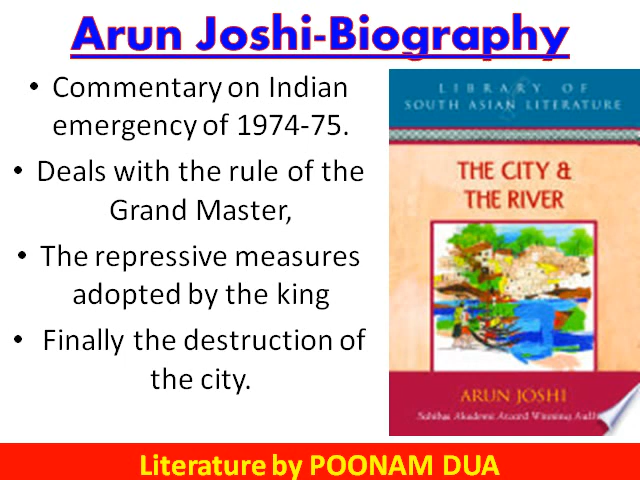 Arun Joshi-Biography
• Commentary on Indian
emergency of 1974-75.
• Deals with the rule of the
Grand Master,
• The repressive measures
adopted by the king
• Finally the destruction of
the city.
LIBRARY OF
SOUTH ASIAN LITERATURE
THE CITY &
THE RIVER
ARUN JOSHI
Sahitya Akademi Award Winning
Literature by POONAM DUA